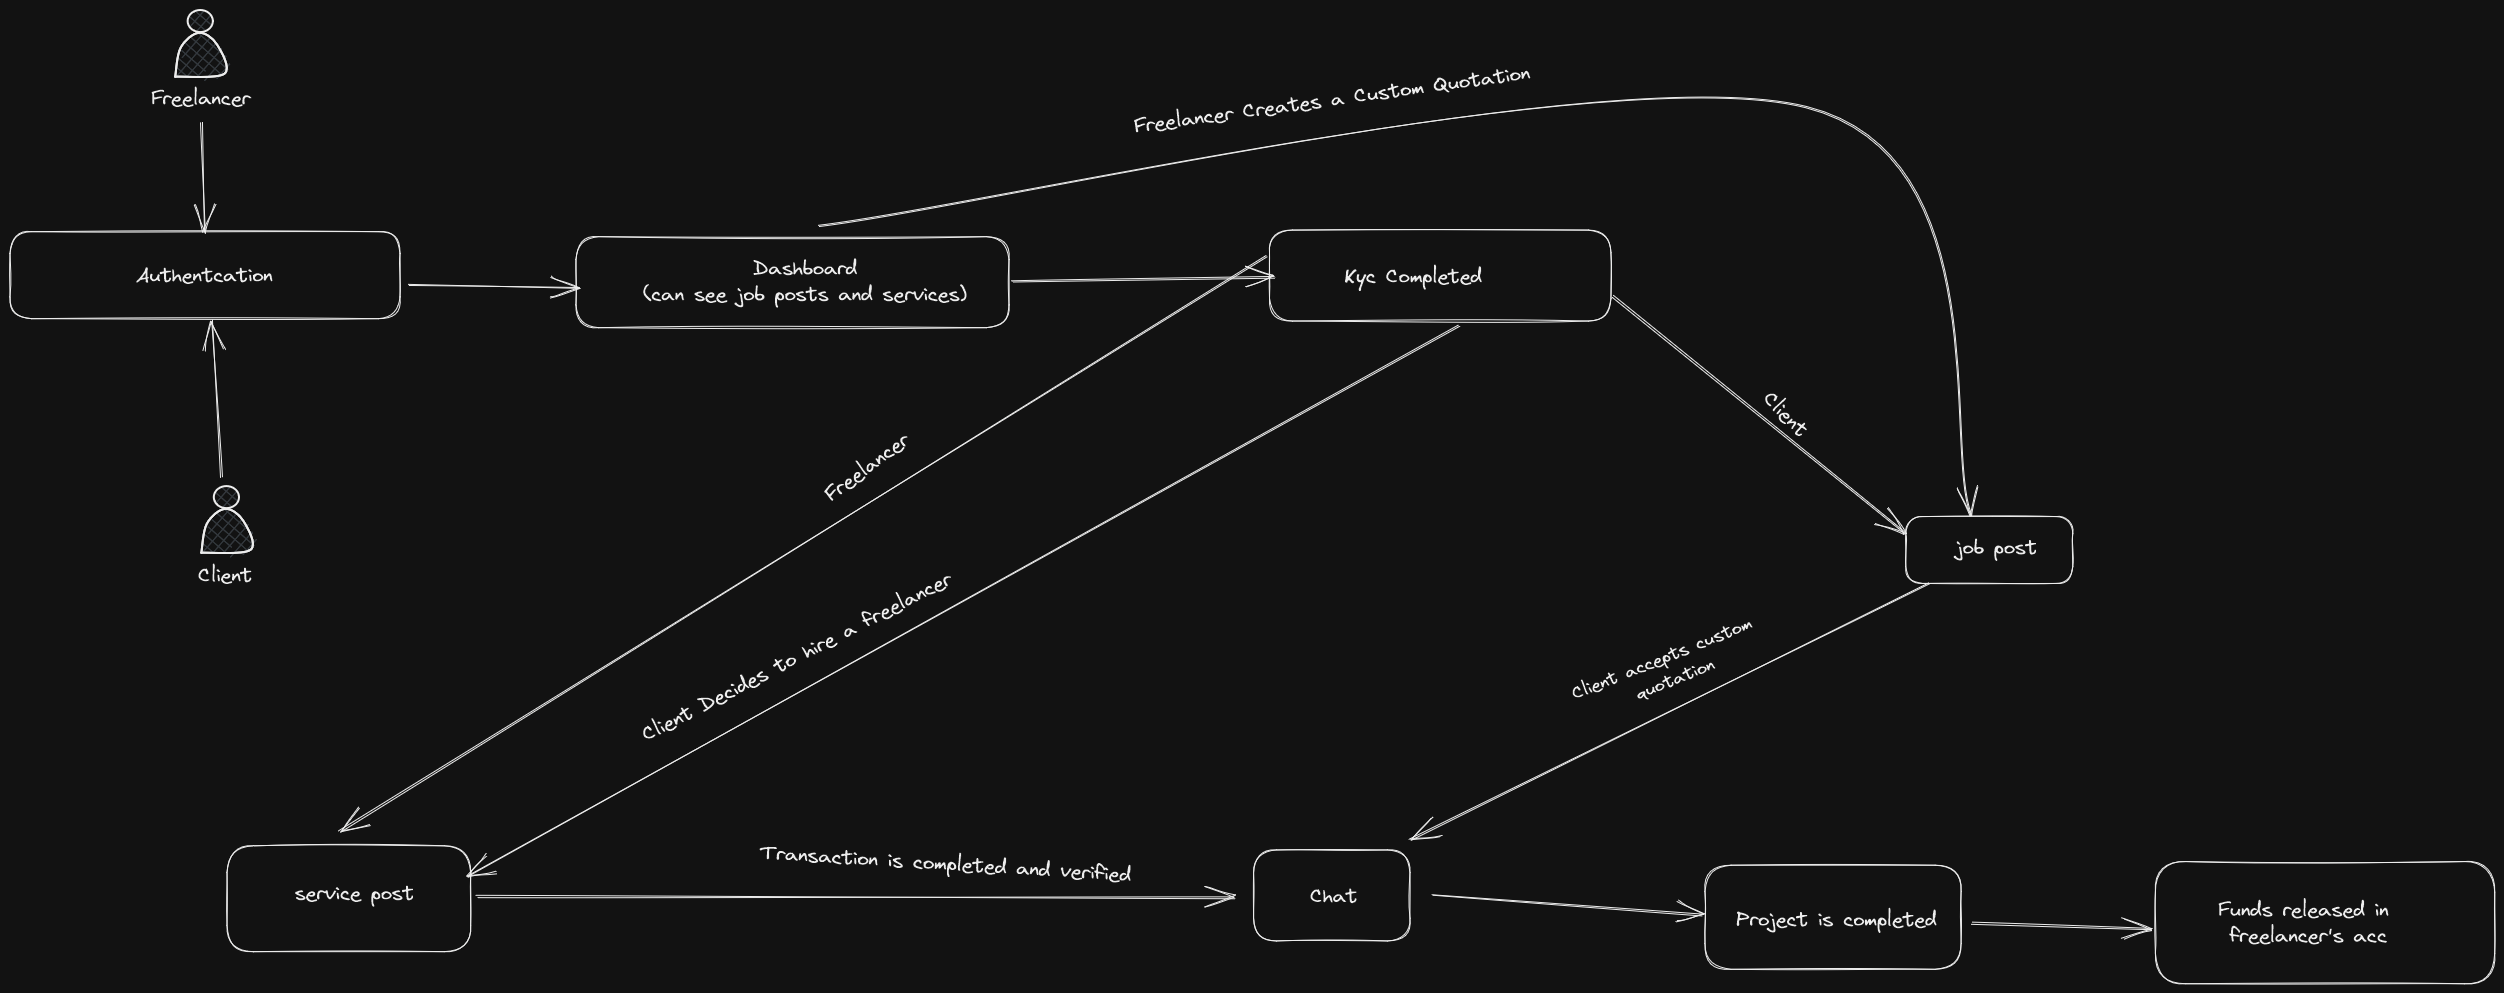 Freelancer
Freelancer Creates a Custom Quotation
Authentcation
Dashboard
(can see job posts and services)
Kyc Completed
Client
Freelancer
job post
Client
Client Decides to hire a freelancer
Client accepts custom
quotation
Transaction is completed and verified
service post
Chat
Project is completed
Funds released in
freelancer's acc